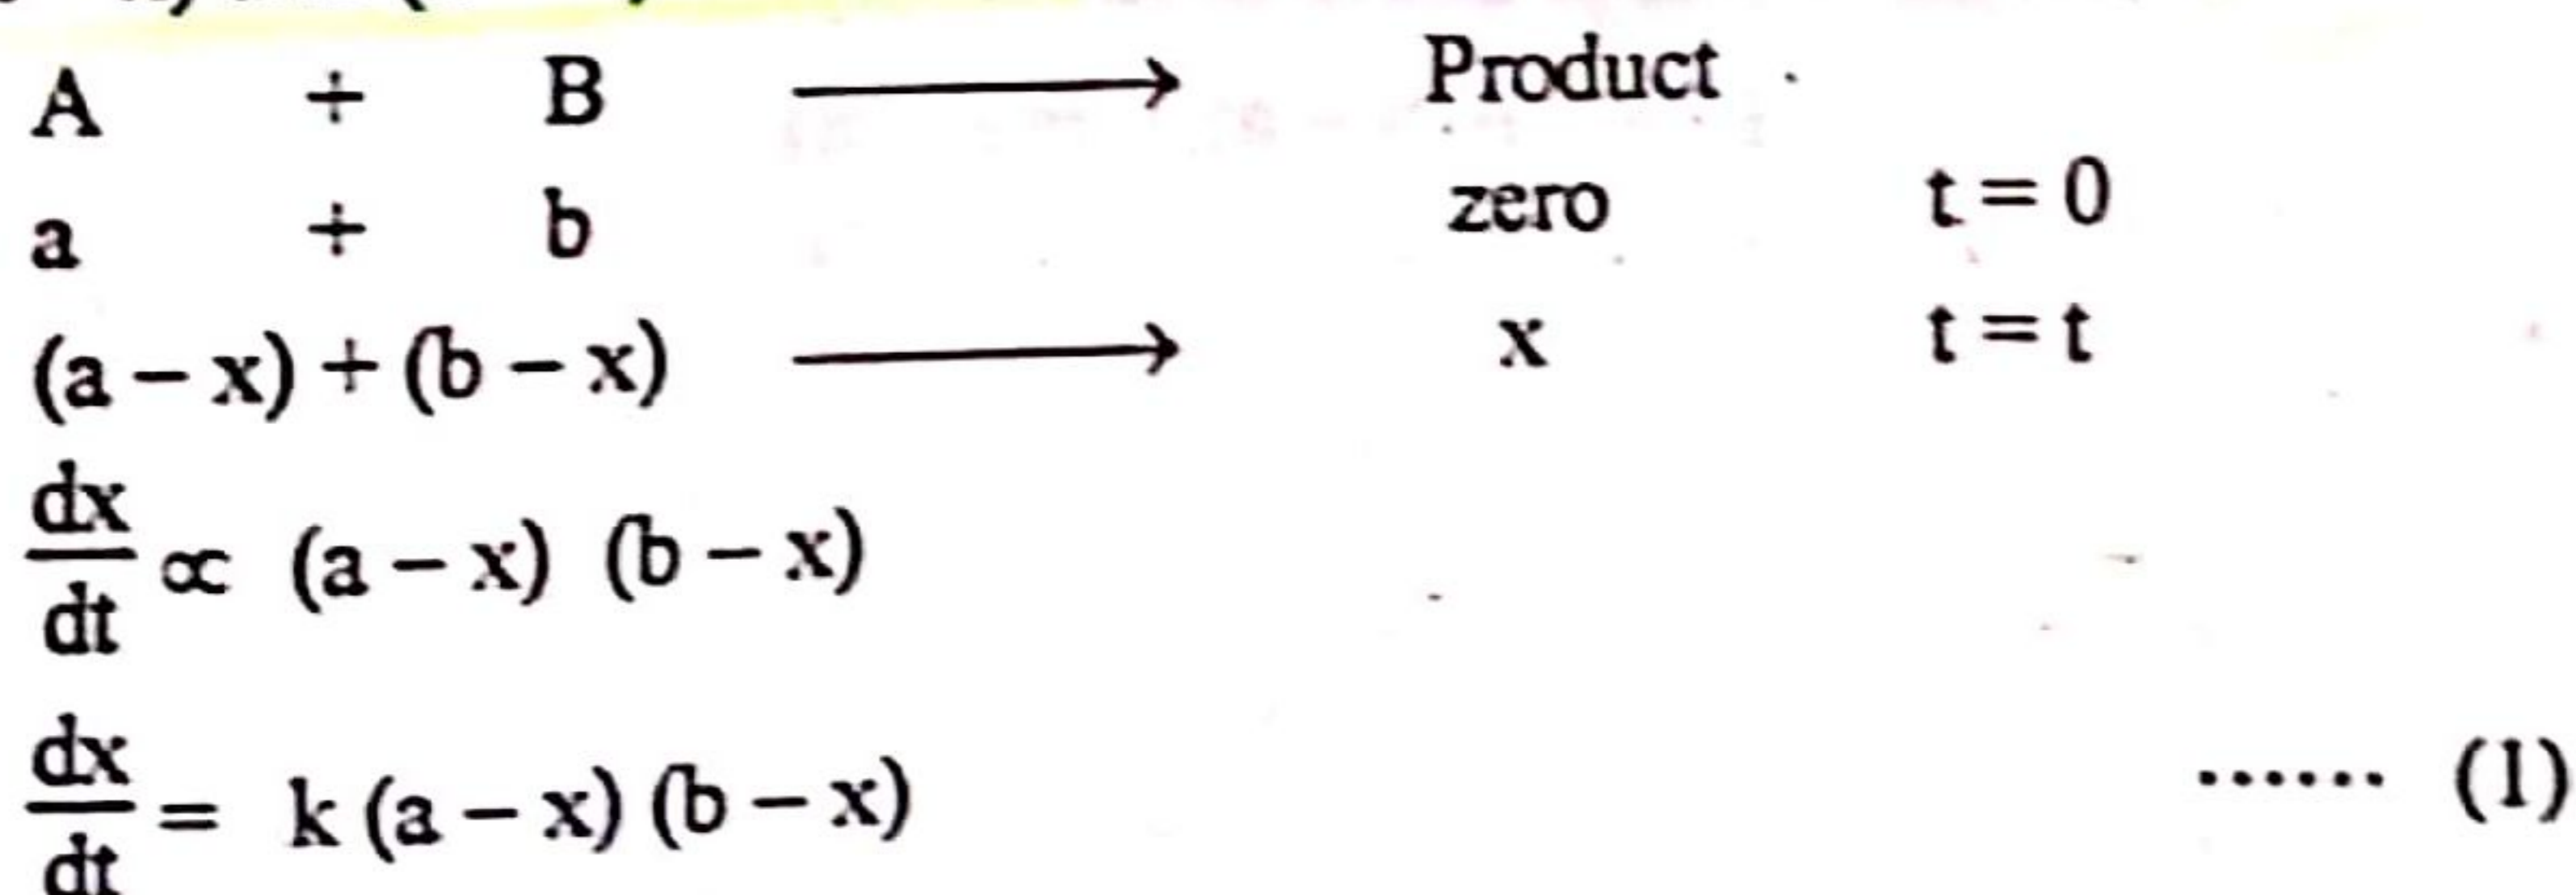 A + B ⟶ Product
a + b zero t = 0
(a − x) + (b − x) ⟶ x t = t
dx/dt ∝ (a − x) (b − x)
dx/dt = k (a − x) (b − x) ...... (1)